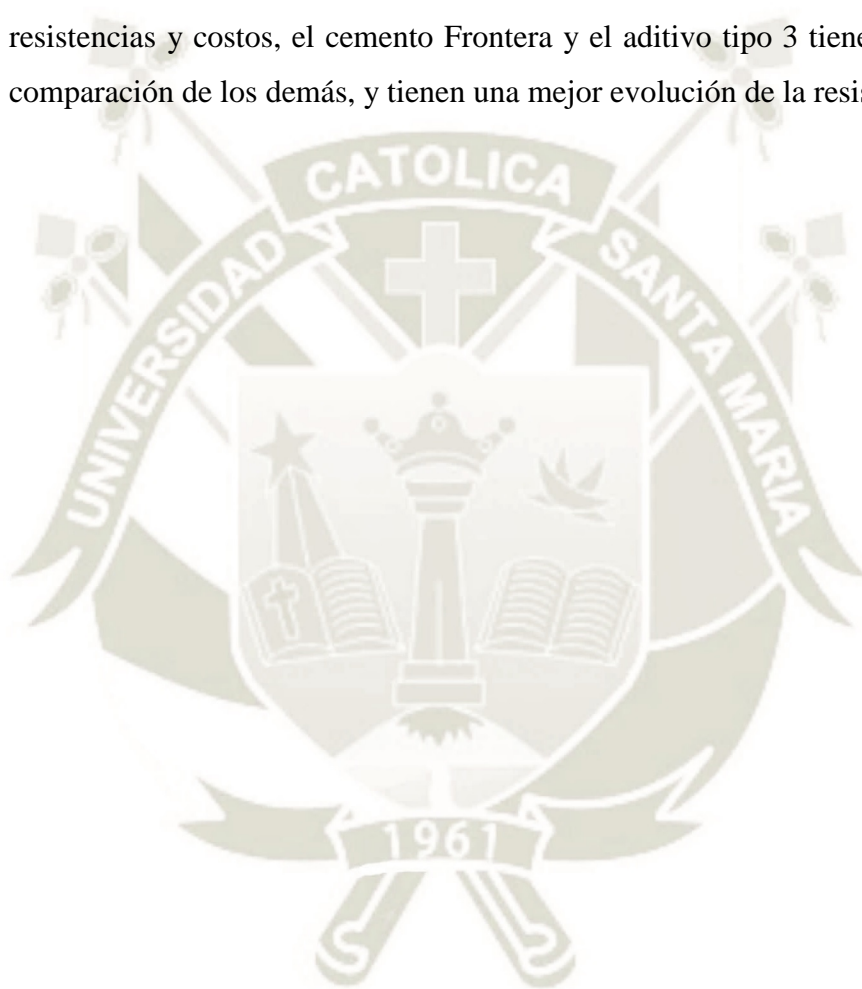 resistencias y costos, el cemento Frontera y el aditivo tipo 3 tiene
comparación de los demás, y tienen una mejor evolución de la
UNIVERSIDAD CATOLICA SANTA MARIA
1961